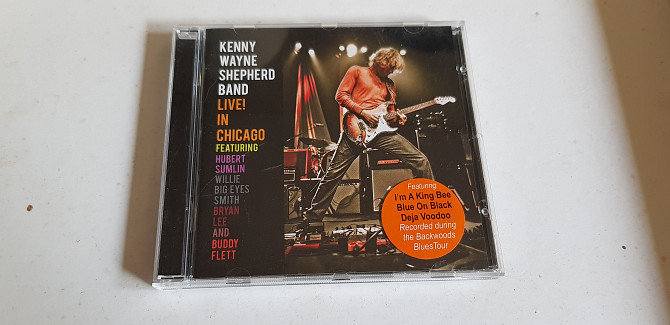 KENNY
WAYNE
SHEPHERD
BAND
LIVE!
IN
CHICAGO
FEATURING
HUBERT
SUMLIN
WILLIE
BIG EYES
SMITH
BRYAN
LEE
AND
BUDDY
FLETT
Featuring
I'm A King Bee
Blue On Black
Deja Voodoo
Recorded during
the Backwoods
BluesTour